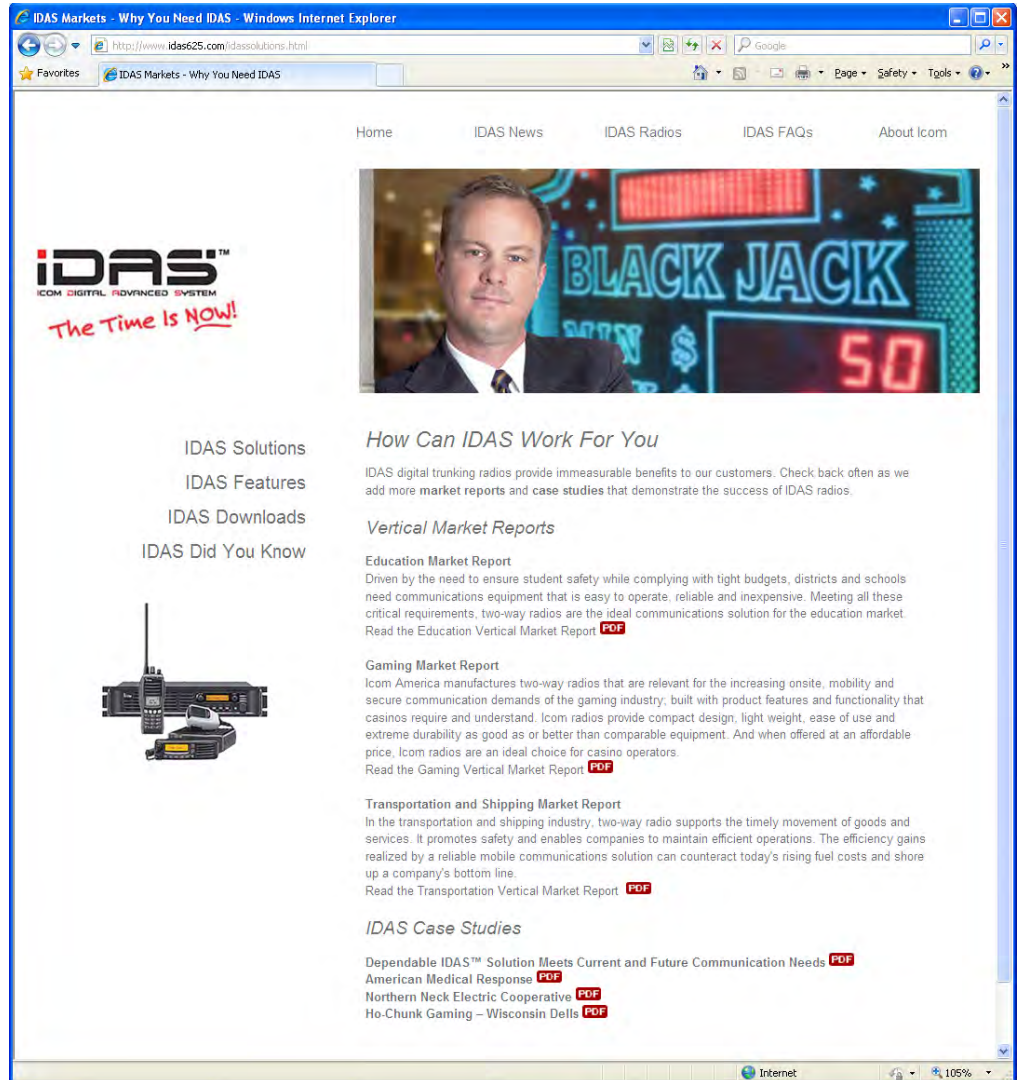 IDAS Markets - Why You Need IDAS - Windows Internet Explorer
http://www.idas625.com/idassolutions.html
Google
Favorites
IDAS Markets - Why You Need IDAS
Page
Safety
Tools
Home
IDAS News
IDAS Radios
IDAS FAQs
About Icom
iDAS™
ICOM DIGITAL ADVANCED SYSTEM
The Time Is NOW!
BLACK JACK
MIN $
50
IDAS Solutions
IDAS Features
IDAS Downloads
IDAS Did You Know
How Can IDAS Work For You
IDAS digital trunking radios provide immeasurable benefits to our customers. Check back often as we
add more market reports and case studies that demonstrate the success of IDAS radios.
Vertical Market Reports
Education Market Report
Driven by the need to ensure student safety while complying with tight budgets, districts and schools
need communications equipment that is easy to operate, reliable and inexpensive. Meeting all these
critical requirements, two-way radios are the ideal communications solution for the education market.
Read the Education Vertical Market Report PDF
Gaming Market Report
Icom America manufactures two-way radios that are relevant for the increasing onsite, mobility and
secure communication demands of the gaming industry; built with product features and functionality that
casinos require and understand. Icom radios provide compact design, light weight, ease of use and
extreme durability as good as or better than comparable equipment. And when offered at an affordable
price, Icom radios are an ideal choice for casino operators.
Read the Gaming Vertical Market Report PDF
Transportation and Shipping Market Report
In the transportation and shipping industry, two-way radio supports the timely movement of goods and
services. It promotes safety and enables companies to maintain efficient operations. The efficiency gains
realized by a reliable mobile communications solution can counteract today's rising fuel costs and shore
up a company's bottom line.
Read the Transportation Vertical Market Report PDF
IDAS Case Studies
Dependable IDAS™ Solution Meets Current and Future Communication Needs PDF
American Medical Response PDF
Northern Neck Electric Cooperative PDF
Ho-Chunk Gaming – Wisconsin Dells PDF
Internet
105%